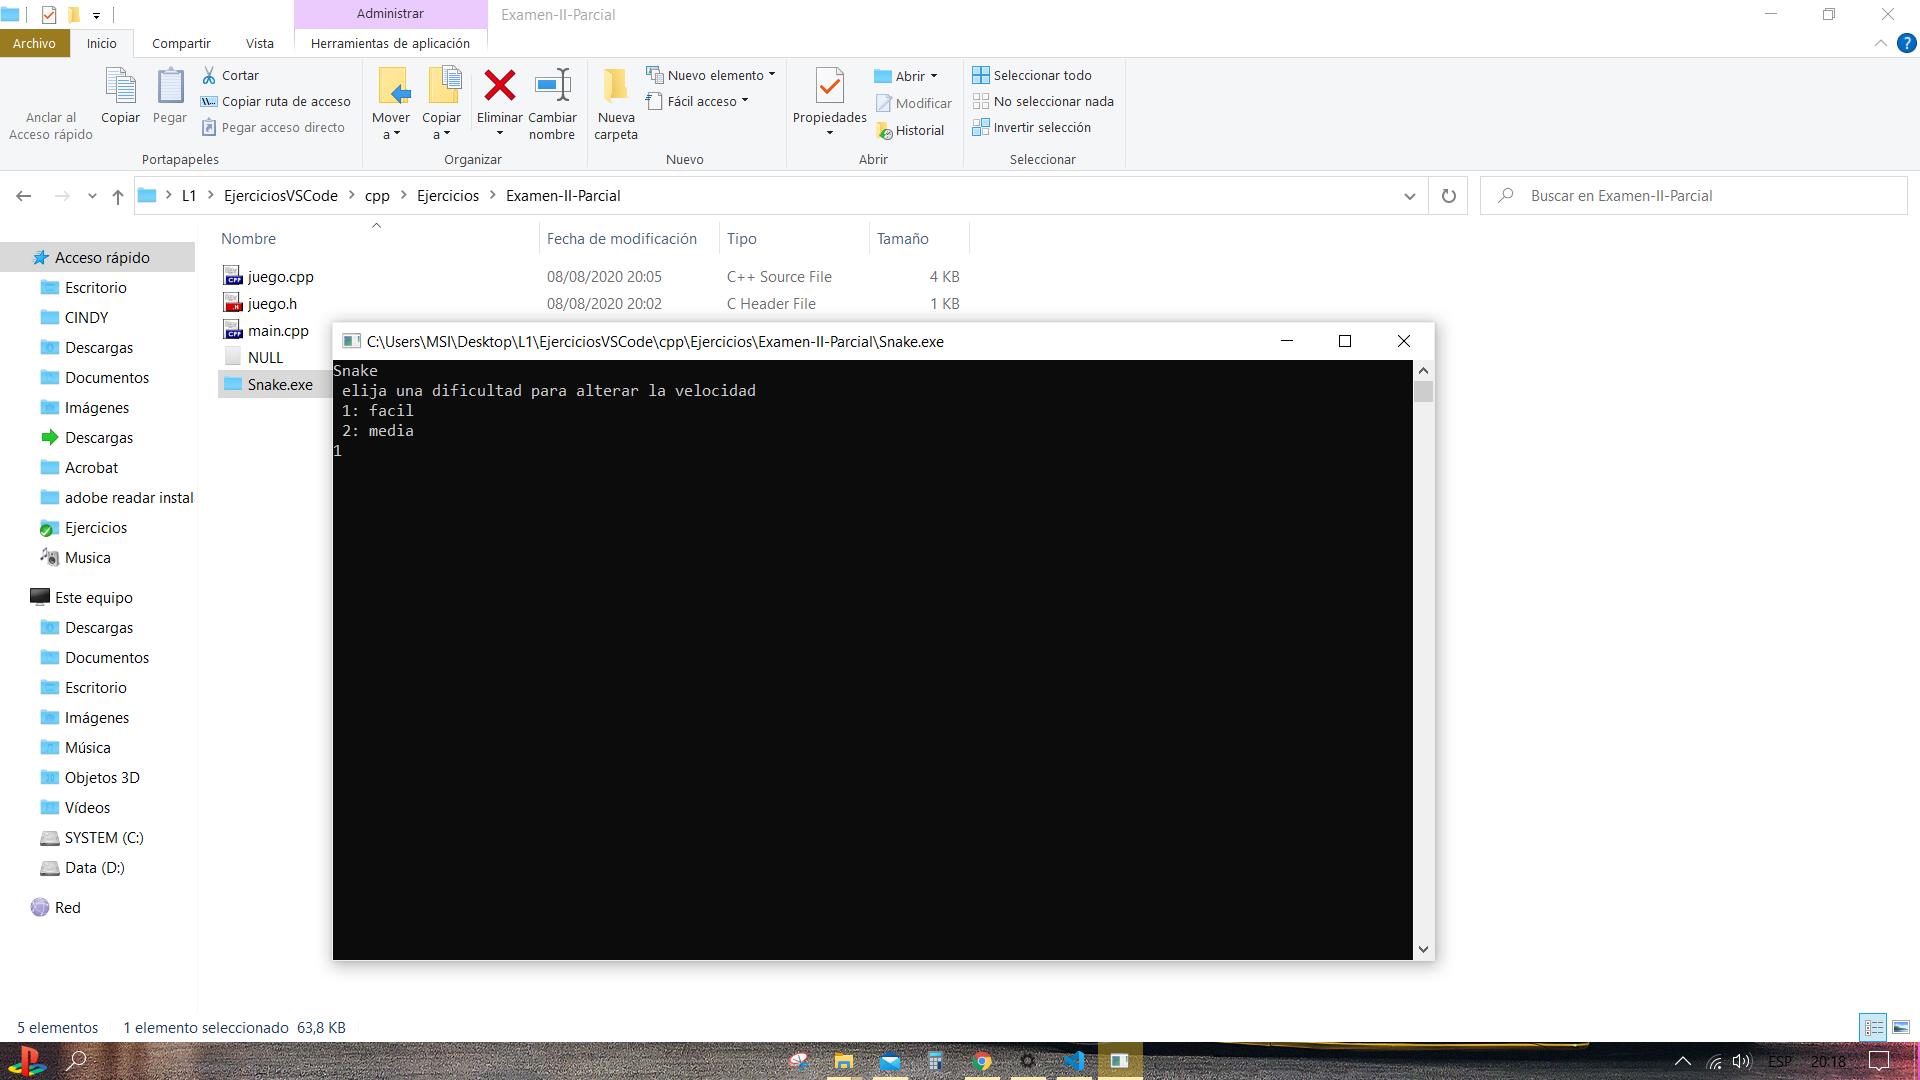 Administrar
Examen-II-Parcial
Archivo
Inicio
Compartir
Vista
Herramientas de aplicación
?
Anclar al
Acceso rápido
Copiar
Pegar
Cortar
Copiar ruta de acceso
Pegar acceso directo
Portapapeles
Mover
a
Copiar
a
Eliminar
Cambiar
nombre
Organizar
Nueva
carpeta
Nuevo elemento
Fácil acceso
Nuevo
Propiedades
Abrir
Modificar
Historial
Abrir
Seleccionar todo
No seleccionar nada
Invertir selección
Seleccionar
L1 > EjerciciosVSCode > cpp > Ejercicios > Examen-II-Parcial
Buscar en Examen-II-Parcial
Nombre
Fecha de modificación
Tipo
Tamaño
juego.cpp 08/08/2020 20:05 C++ Source File 4 KB
juego.h 08/08/2020 20:02 C Header File 1 KB
main.cpp
NULL
Snake.exe
Acceso rápido
Escritorio
CINDY
Descargas
Documentos
Imágenes
Descargas
Acrobat
adobe readar instal
Ejercicios
Musica
Este equipo
Descargas
Documentos
Escritorio
Imágenes
Música
Objetos 3D
Vídeos
SYSTEM (C:)
Data (D:)
Red
C:\Users\MSI\Desktop\L1\EjerciciosVSCode\cpp\Ejercicios\Examen-II-Parcial\Snake.exe
Snake
elija una dificultad para alterar la velocidad
1: facil
2: media
1
5 elementos
1 elemento seleccionado 63,8 KB
ESP
20:18